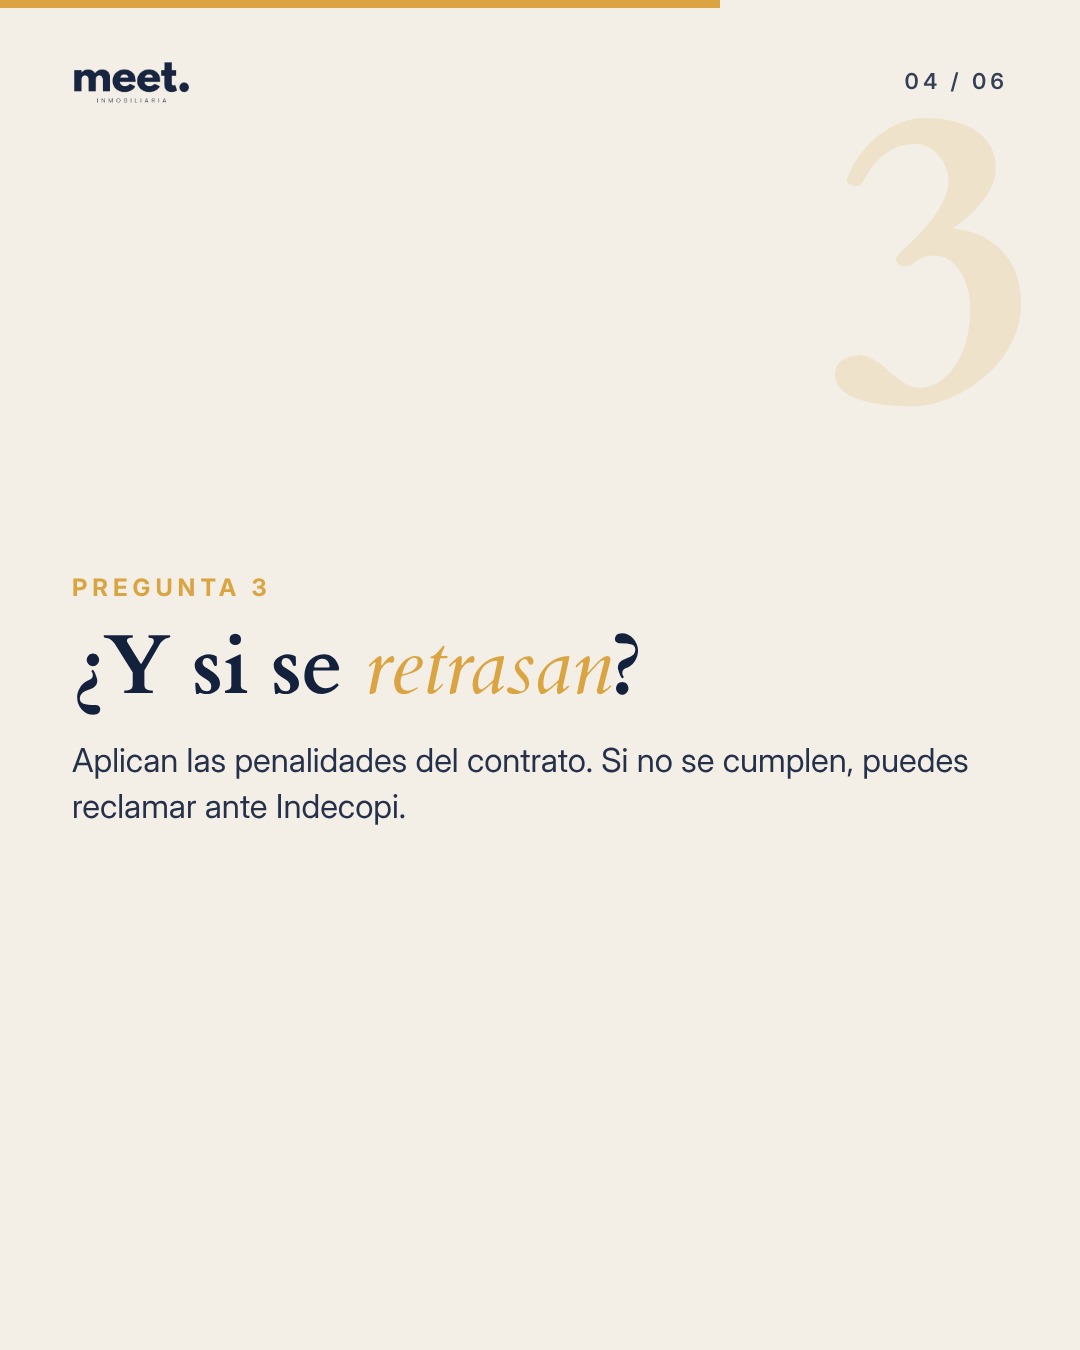 meet.
INMOBILIARIA
04 / 06
3
PREGUNTA 3
¿Y si se retrasan?
Aplican las penalidades del contrato. Si no se cumplen, puedes
reclamar ante Indecopi.